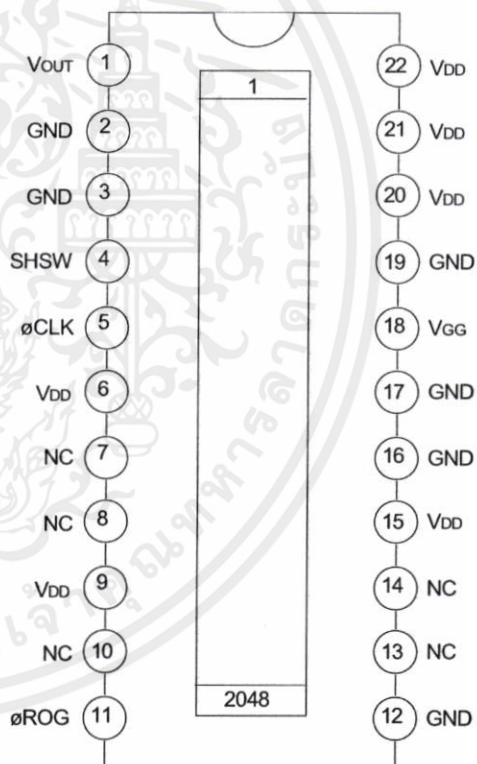 VOUT 1 1 22 VDD
GND 2 21 VDD
GND 3 20 VDD
SHSW 4 19 GND
øCLK 5 18 VGG
VDD 6 17 GND
NC 7 16 GND
NC 8 15 VDD
VDD 9 14 NC
NC 10 13 NC
øROG 11 2048 12 GND